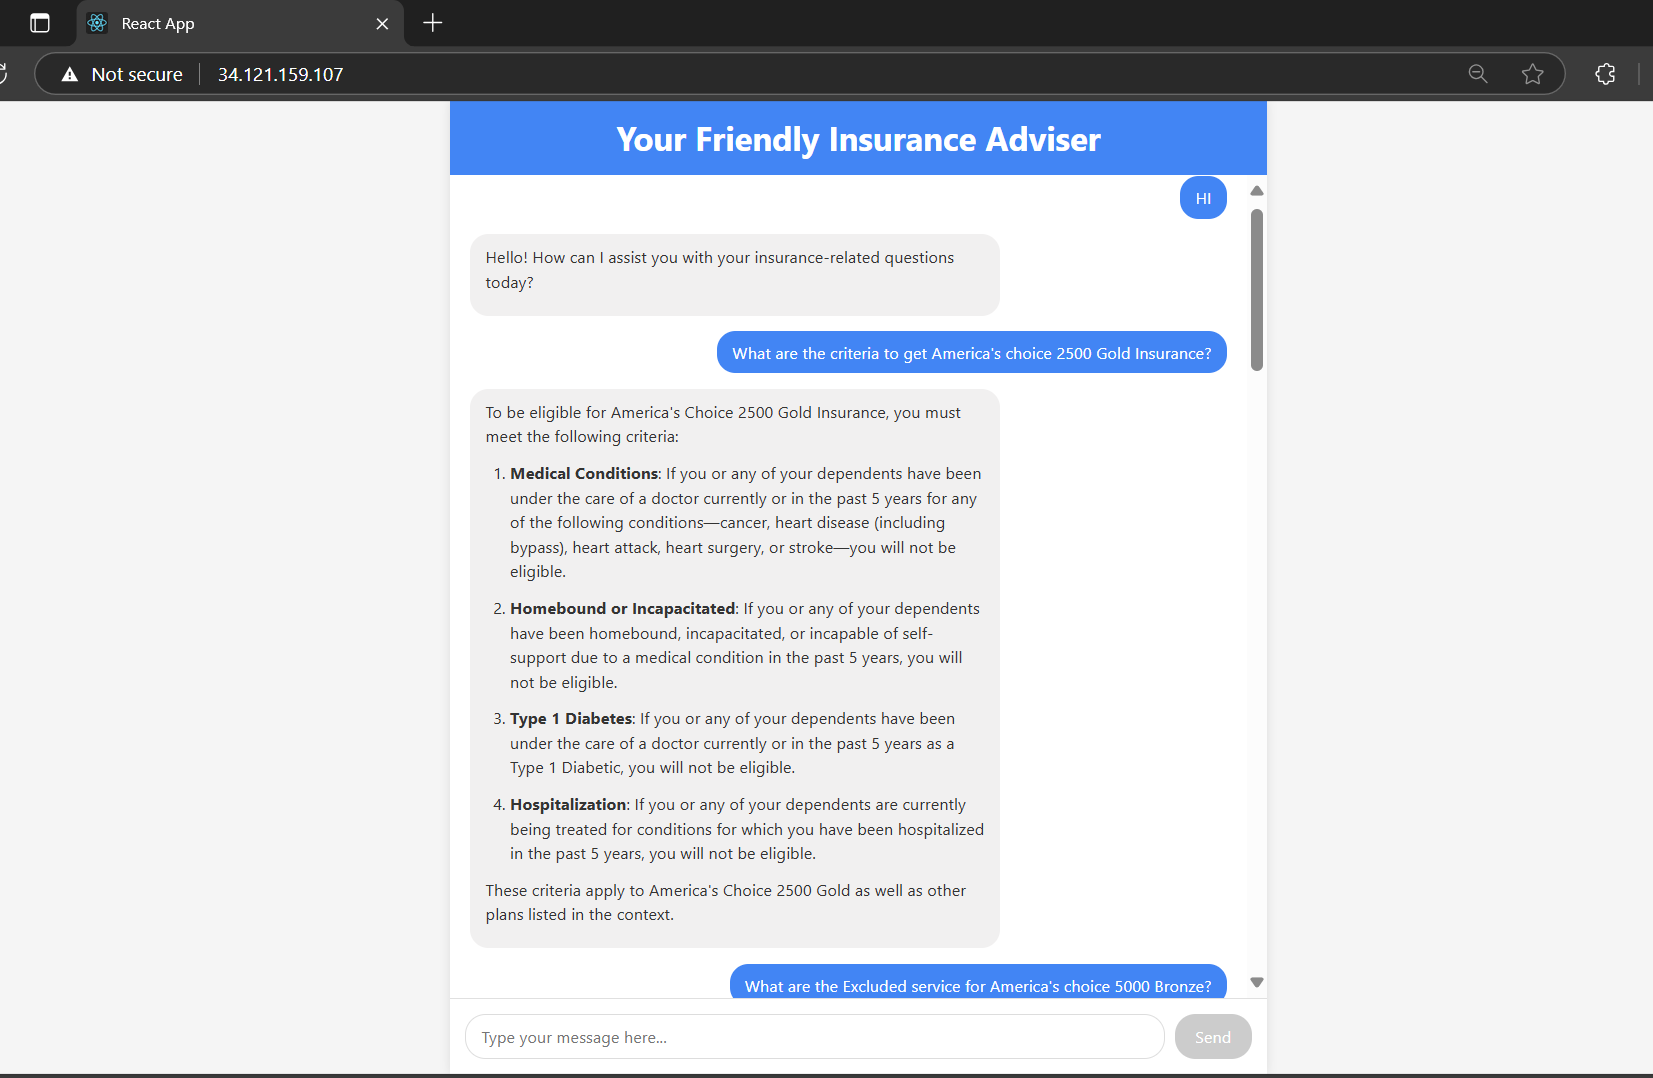 React App
Not secure
34.121.159.107
Your Friendly Insurance Adviser
HI
Hello! How can I assist you with your insurance-related questions
today?
What are the criteria to get America's choice 2500 Gold Insurance?
To be eligible for America's Choice 2500 Gold Insurance, you must
meet the following criteria:
1. Medical Conditions: If you or any of your dependents have been
under the care of a doctor currently or in the past 5 years for any
of the following conditions—cancer, heart disease (including
bypass), heart attack, heart surgery, or stroke—you will not be
eligible.
2. Homebound or Incapacitated: If you or any of your dependents
have been homebound, incapacitated, or incapable of self-
support due to a medical condition in the past 5 years, you will
not be eligible.
3. Type 1 Diabetes: If you or any of your dependents have been
under the care of a doctor currently or in the past 5 years as a
Type 1 Diabetic, you will not be eligible.
4. Hospitalization: If you or any of your dependents are currently
being treated for conditions for which you have been hospitalized
in the past 5 years, you will not be eligible.
These criteria apply to America's Choice 2500 Gold as well as other
plans listed in the context.
What are the Excluded service for America's choice 5000 Bronze?
Type your message here...
Send